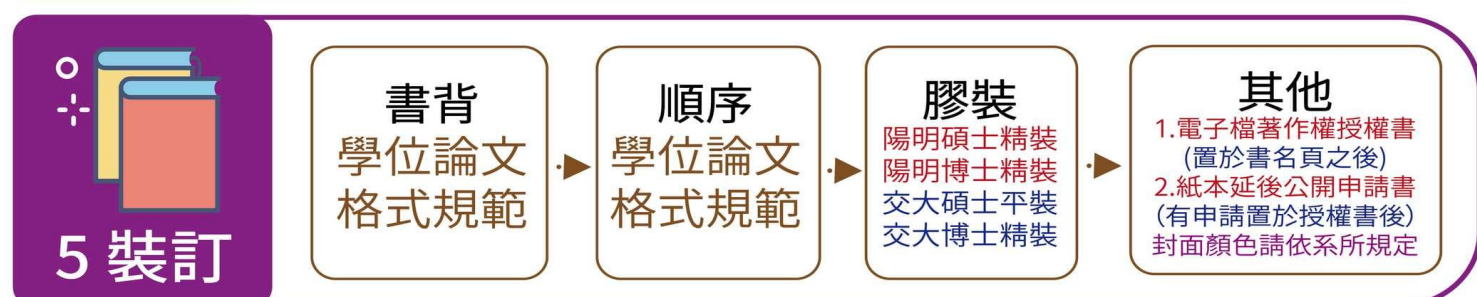 5 裝訂
書背
學位論文
格式規範
順序
學位論文
格式規範
膠裝
陽明碩士精裝
陽明博士精裝
交大碩士平裝
交大博士精裝
其他
1.電子檔著作權授權書
(置於書名頁之後)
2.紙本延後公開申請書
(有申請置於授權書後)
封面顏色請依系所規定